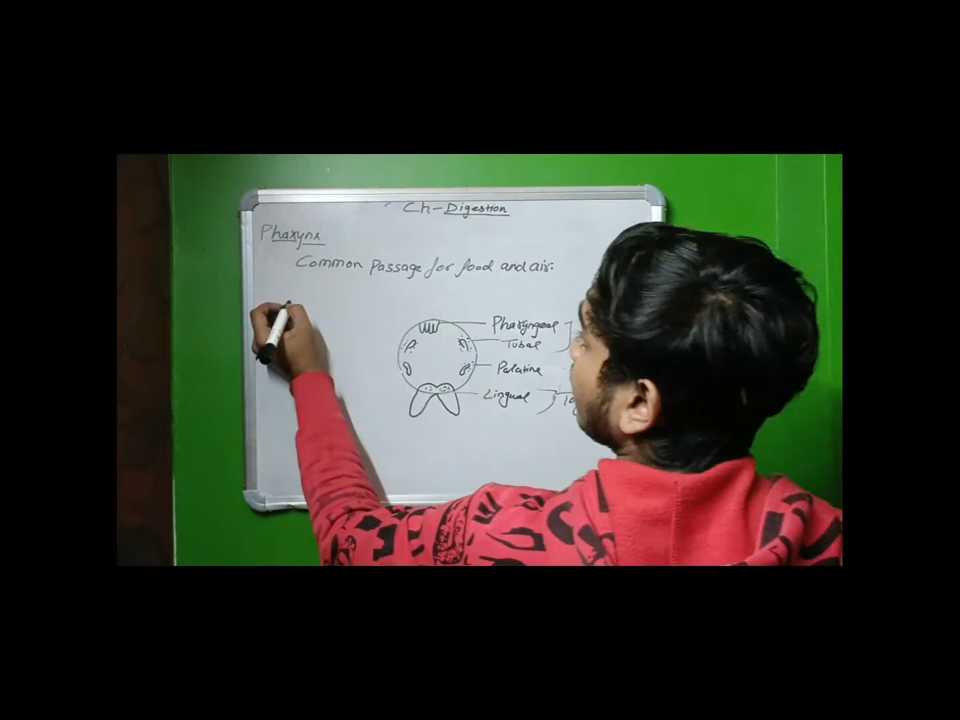 Ch-Digestion
Pharynx
Common Passage for food and air.
Pharyngeal
Tubal
Palatine
Lingual